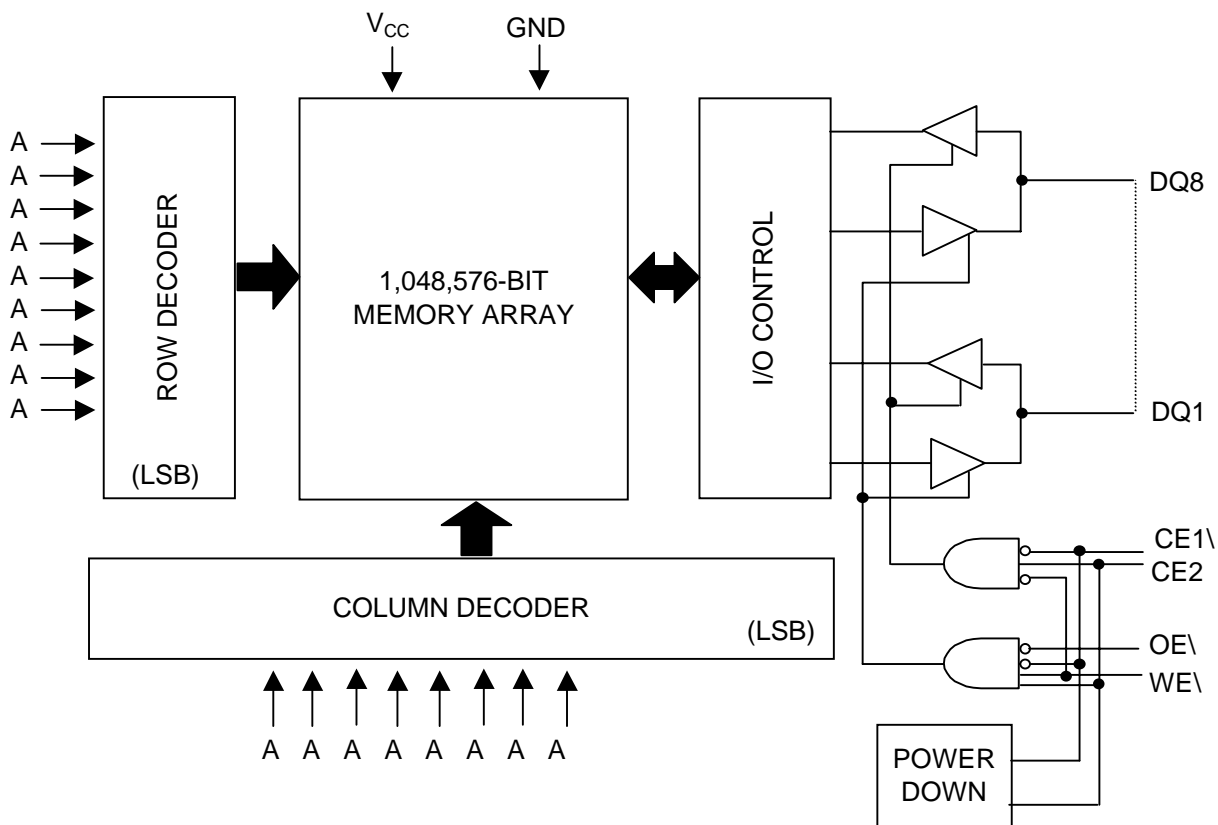 V_CC
GND
A
A
A
A
A
A
A
A
A
ROW DECODER
(LSB)
1,048,576-BIT
MEMORY ARRAY
I/O CONTROL
DQ8
DQ1
CE1\
CE2
OE\
WE\
COLUMN DECODER
(LSB)
A A A A A A A A
POWER
DOWN